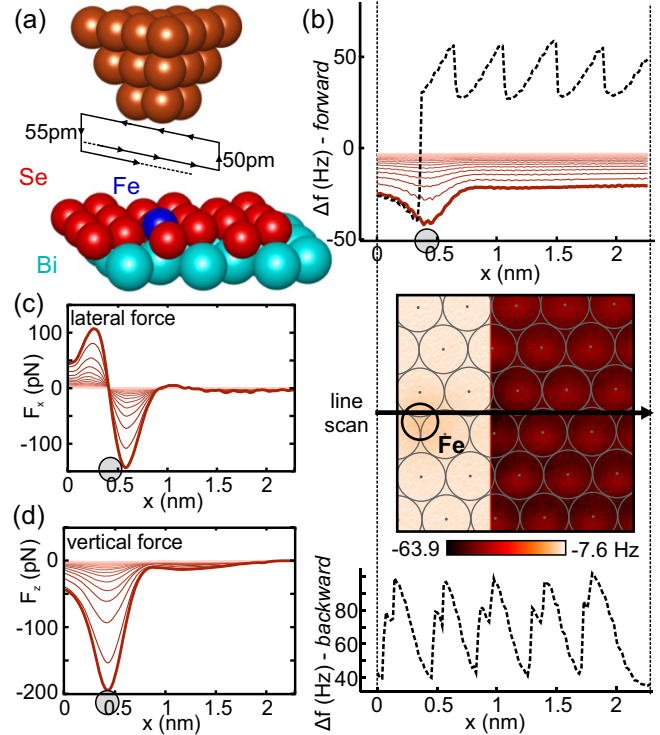 (a)
55pm
50pm
Se
Fe
Bi
(b)
Δf (Hz) - forward
50
0
-50
0 0.5 1 1.5 2
x (nm)
(c)
lateral force
F_x (pN)
100
50
0
-50
-100
0 0.5 1 1.5 2
x (nm)
line
scan
Fe
-63.9 -7.6 Hz
(d)
vertical force
F_z (pN)
0
-50
-100
-200
0 0.5 1 1.5 2
x (nm)
Δf (Hz) - backward
80
60
40
0 0.5 1 1.5 2
x (nm)